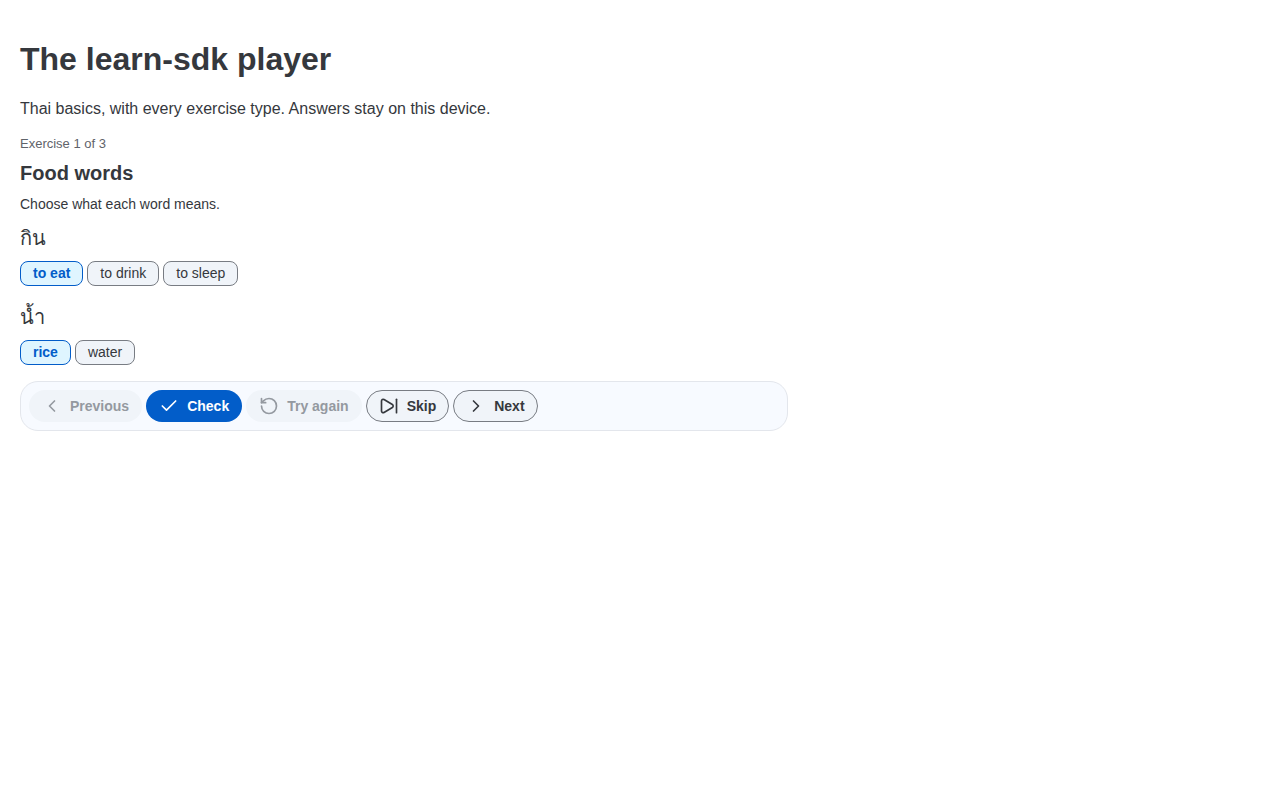 The learn-sdk player
Thai basics, with every exercise type. Answers stay on this device.
Exercise 1 of 3
Food words
Choose what each word means.
กิน
to eat to drink to sleep
น้ำ
rice water
Previous Check Try again Skip Next